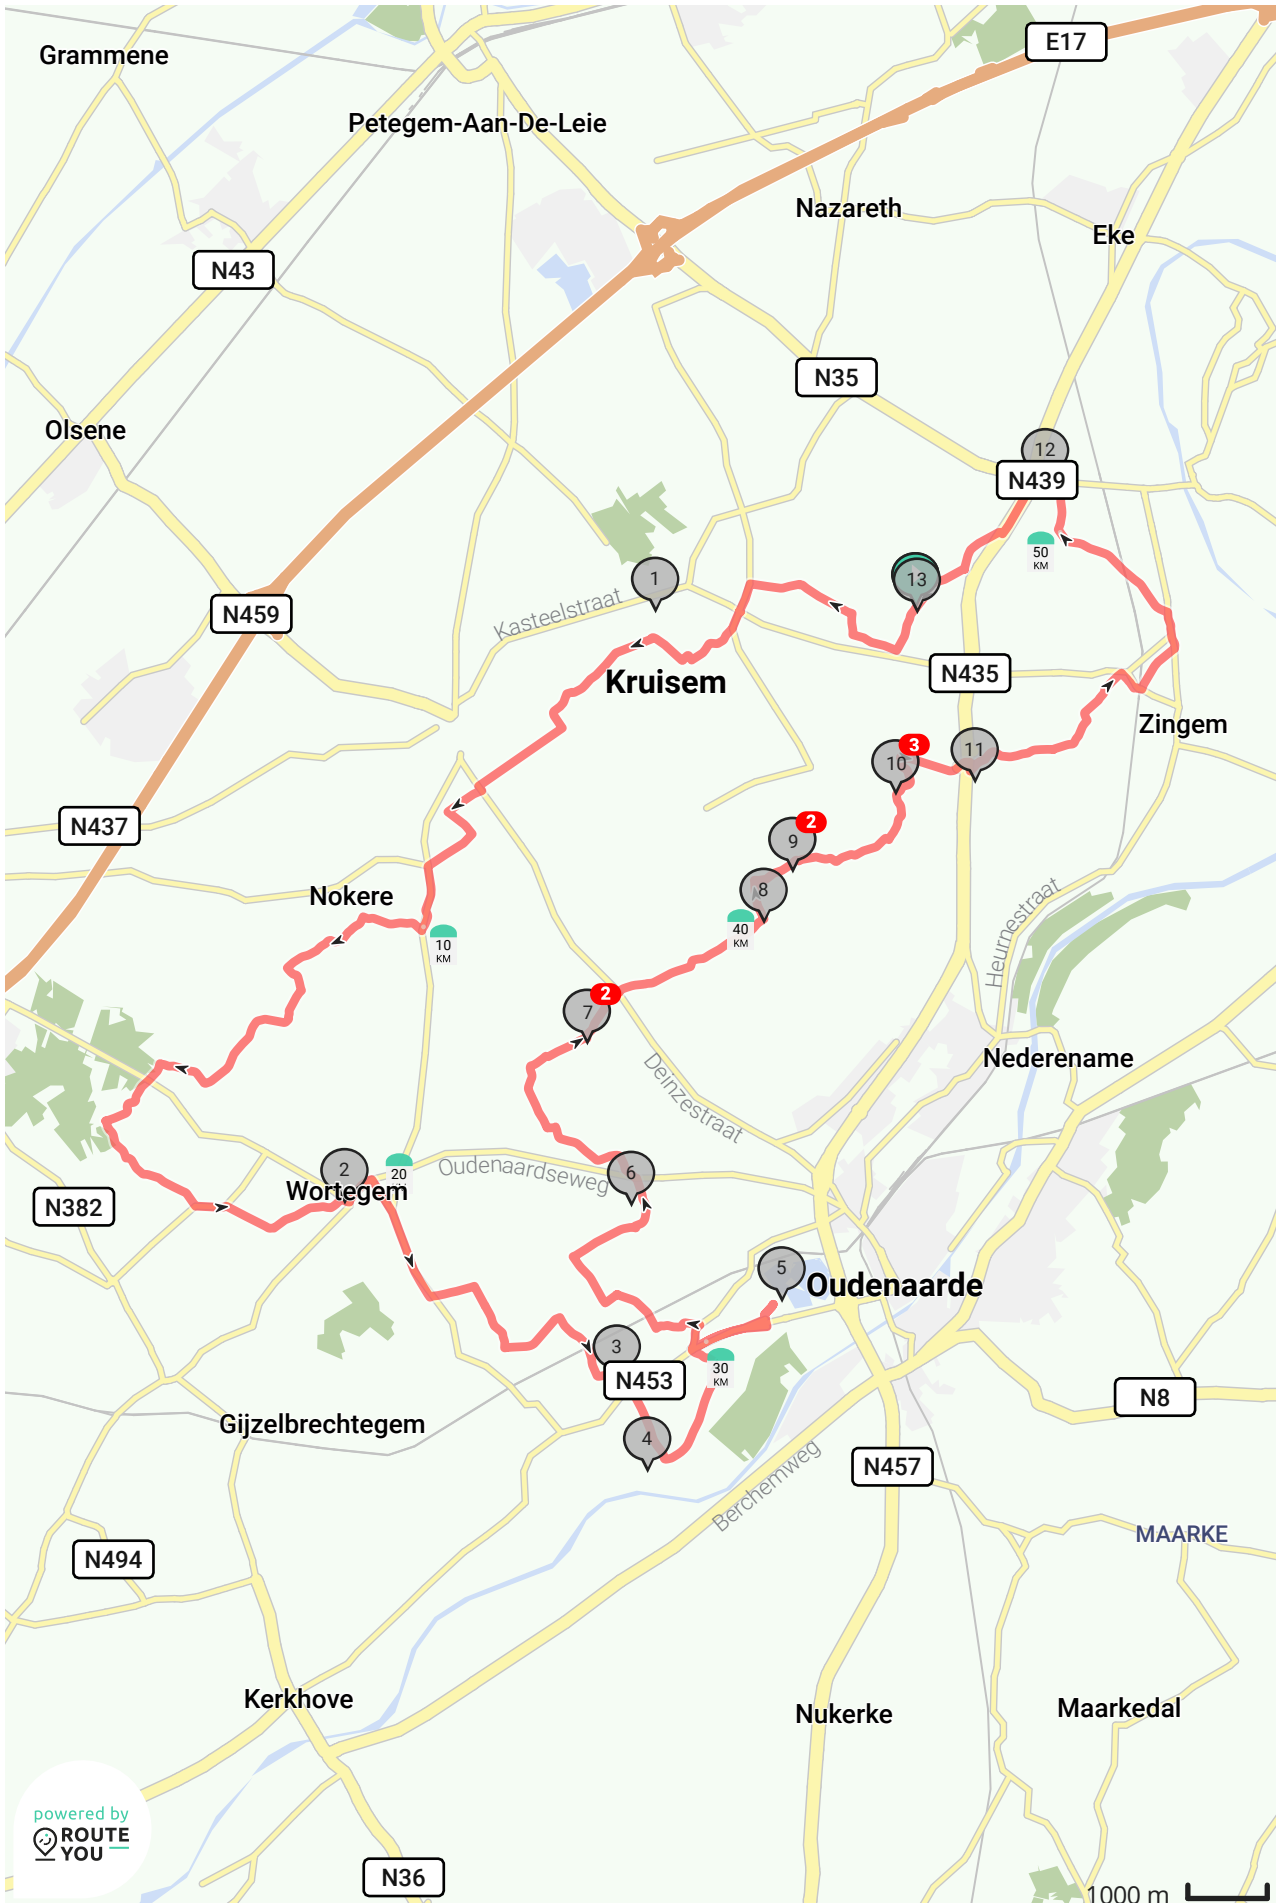 E17
Grammene
Petegem-Aan-De-Leie
Nazareth
Eke
N43
N35
Olsene
12
N439
50
KM
1
13
Kasteelstraat
N459
Kruisem
N435
Zingem
3
10
11
N437
2
9
8
Nokere
40
KM
10
KM
Heurnestraat
2
7
Nederename
Deinzestraat
2
20
Oudenaardseweg
6
Wortegem
N382
5
Oudenaarde
3
30
KM
N453
N8
Gijzelbrechtegem
4
N457
Berchemweg
MAARKE
N494
Kerkhove
Nukerke
Maarkedal
powered by
ROUTE
YOU
N36
1000 m